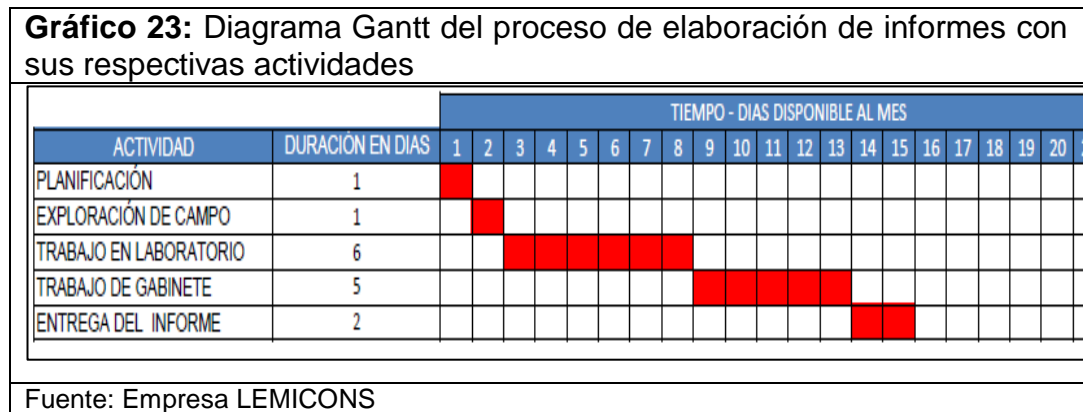 Gráfico 23: Diagrama Gantt del proceso de elaboración de informes con
sus respectivas actividades
TIEMPO - DIAS DISPONIBLE AL MES
ACTIVIDAD DURACIÓN EN DIAS 1 2 3 4 5 6 7 8 9 10 11 12 13 14 15 16 17 18 19 20
PLANIFICACIÓN 1
EXPLORACIÓN DE CAMPO 1
TRABAJO EN LABORATORIO 6
TRABAJO DE GABINETE 5
ENTREGA DEL INFORME 2
Fuente: Empresa LEMICONS